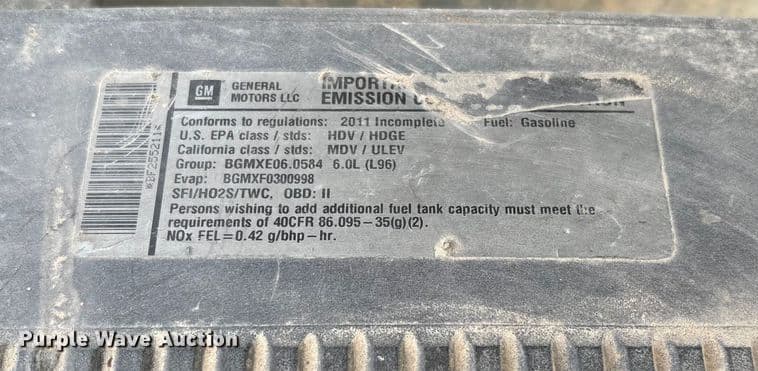 GM GENERAL MOTORS LLC
EMISSION
Conforms to regulations: 2011 Incomplete Fuel: Gasoline
U.S. EPA class / stds: HDV / HDGE
California class / stds: MDV / ULEV
Group: BGMXE06.0584 6.0L (L96)
Evap: BGMXF0300998
SFI/HO2S/TWC, OBD: II
Persons wishing to add additional fuel tank capacity must meet the
requirements of 40CFR 86.095–35(g)(2).
NOx FEL=0.42 g/bhp–hr.
*BF255211*
Purple Wave Auction